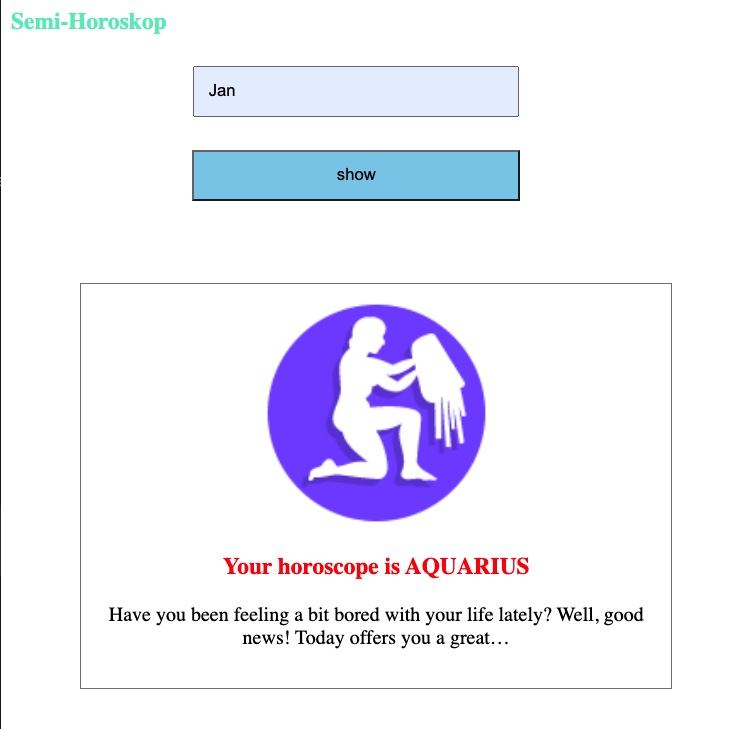 Semi-Horoskop
Jan
show
Your horoscope is AQUARIUS
Have you been feeling a bit bored with your life lately? Well, good
news! Today offers you a great…